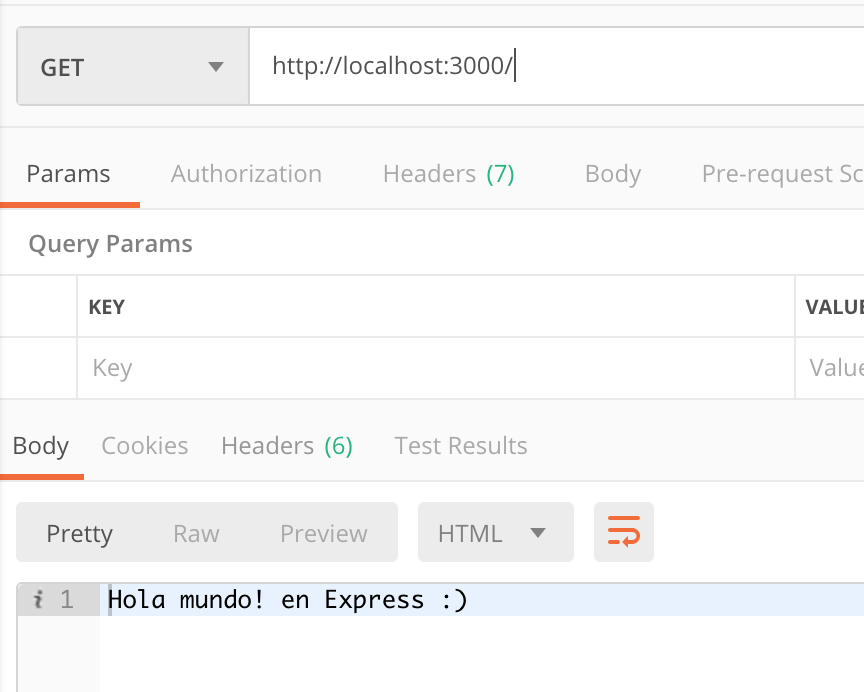 GET http://localhost:3000/
Params Authorization Headers (7) Body Pre-request Sc
Query Params
KEY VALUE
Key Value
Body Cookies Headers (6) Test Results
Pretty Raw Preview HTML
i 1 Hola mundo! en Express :)